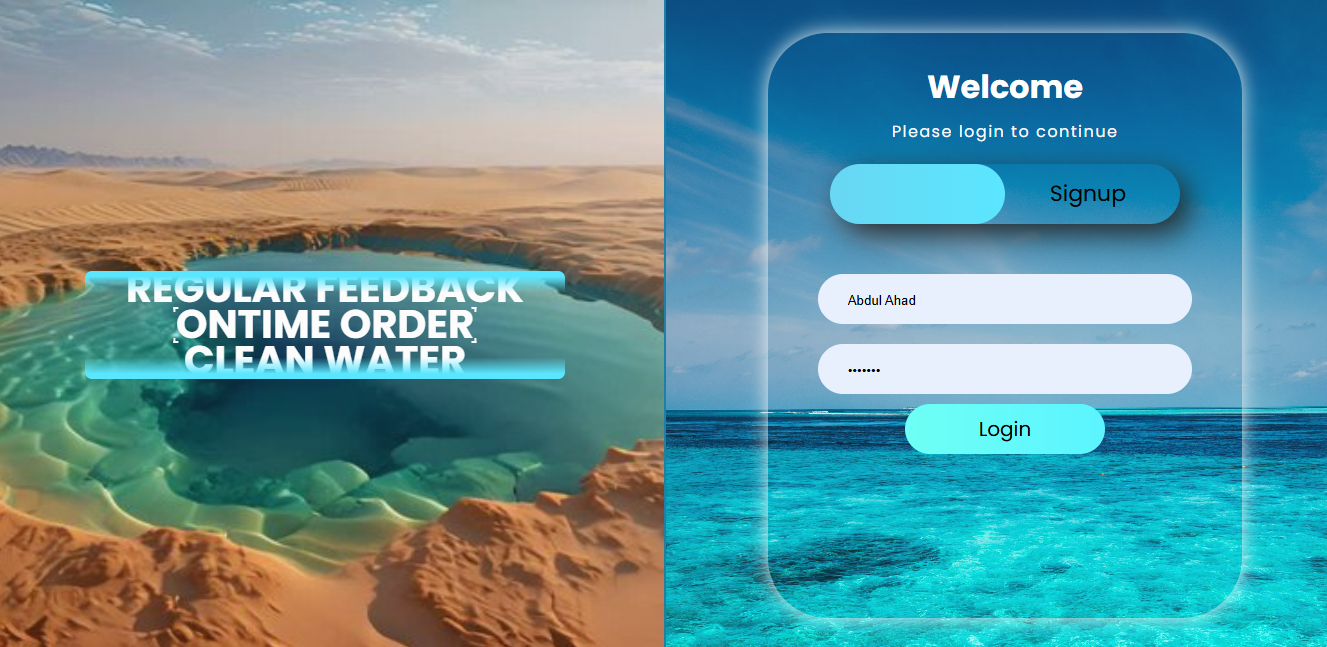 REGULAR FEEDBACK
ONTIME ORDER
CLEAN WATER
Welcome
Please login to continue
Signup
Abdul Ahad
•••••••
Login